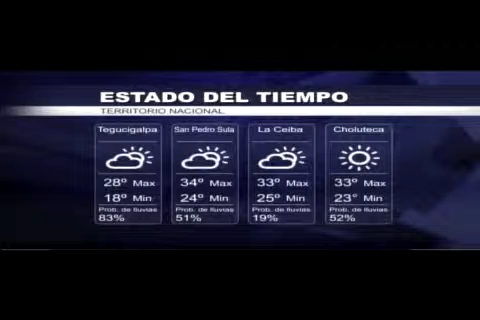 ESTADO DEL TIEMPO
TERRITORIO NACIONAL
Tegucigalpa
28º Max
18º Min
Prob. de lluvias
83%
San Pedro Sula
34º Max
24º Min
Prob. de lluvias
51%
La Ceiba
33º Max
25º Min
Prob. de lluvias
19%
Choluteca
33º Max
23º Min
Prob. de lluvias
52%